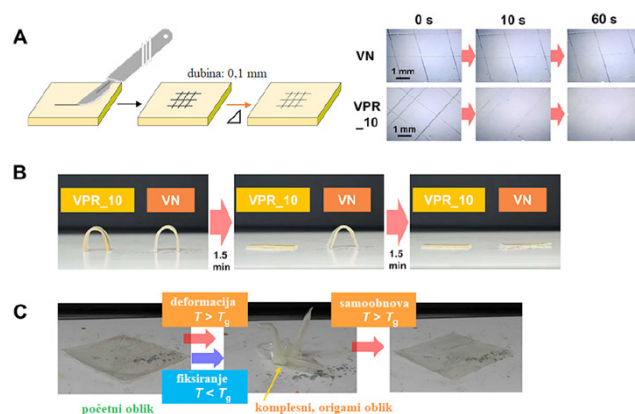 A
dubina: 0,1 mm
0 s
10 s
60 s
VN
1 mm
VPR
_10
1 mm
B
VPR_10
VN
1.5
min
VPR_10
VN
1.5
min
VPR_10
VN
C
deformacija
T > Tg
fiksiranje
T < Tg
samoobnova
T > Tg
početni oblik
komplesni, origami oblik